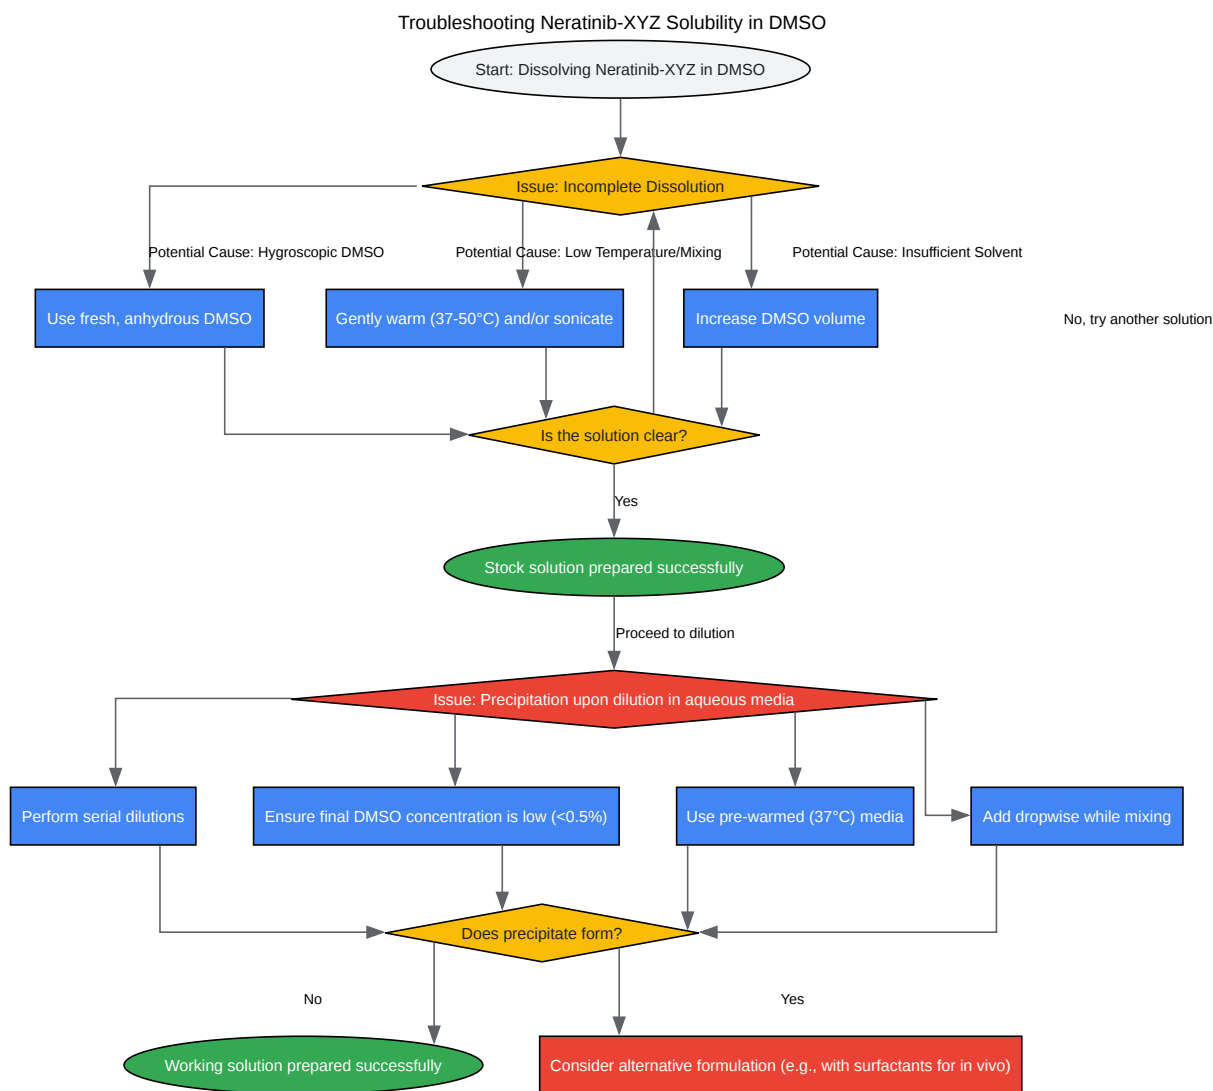 Troubleshooting Neratinib-XYZ Solubility in DMSO
Start: Dissolving Neratinib-XYZ in DMSO
Issue: Incomplete Dissolution
Potential Cause: Hygroscopic DMSO
Potential Cause: Low Temperature/Mixing
Potential Cause: Insufficient Solvent
Use fresh, anhydrous DMSO
Gently warm (37-50°C) and/or sonicate
Increase DMSO volume
No, try another solution
Is the solution clear?
Yes
Stock solution prepared successfully
Proceed to dilution
Issue: Precipitation upon dilution in aqueous media
Perform serial dilutions
Ensure final DMSO concentration is low (<0.5%)
Use pre-warmed (37°C) media
Add dropwise while mixing
Does precipitate form?
No
Yes
Working solution prepared successfully
Consider alternative formulation (e.g., with surfactants for in vivo)